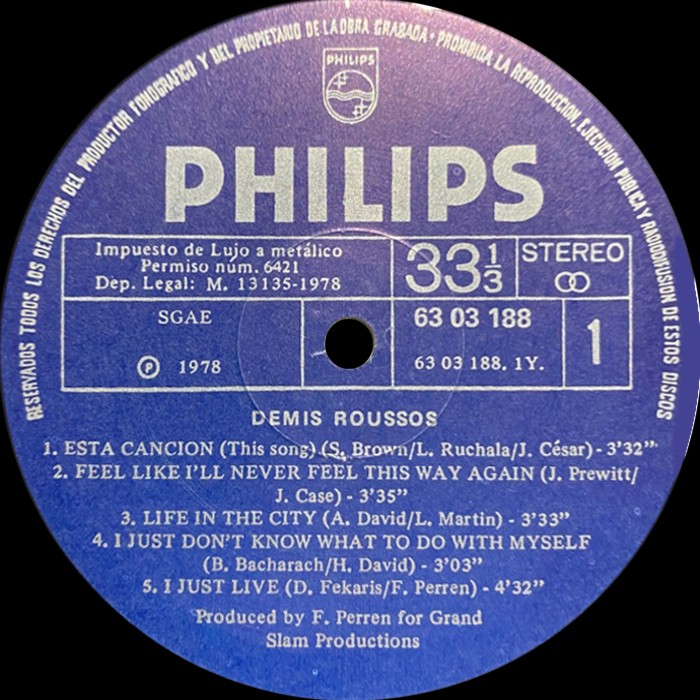 RESERVADOS TODOS LOS DERECHOS DEL PRODUCTOR FONOGRAFICO Y DEL PROPIETARIO DE LA OBRA GRABADA · PROHIBIDA LA REPRODUCCION, EJECUCION PUBLICA Y RADIODIFUSION DE ESTOS DISCOS
PHILIPS
PHILIPS
Impuesto de Lujo a metálico
Permiso núm. 6421
Dep. Legal: M. 13135-1978
33 1/3
STEREO
SGAE
Ⓟ 1978
63 03 188
63 03 188. 1Y.
1
DEMIS ROUSSOS
1. ESTA CANCION (This song) (S. Brown/L. Ruchala/J. César) - 3'32''
2. FEEL LIKE I'LL NEVER FEEL THIS WAY AGAIN (J. Prewitt/
J. Case) - 3'35''
3. LIFE IN THE CITY (A. David/L. Martin) - 3'33''
4. I JUST DON'T KNOW WHAT TO DO WITH MYSELF
(B. Bacharach/H. David) - 3'03''
5. I JUST LIVE (D. Fekaris/F. Perren) - 4'32''
Produced by F. Perren for Grand
Slam Productions